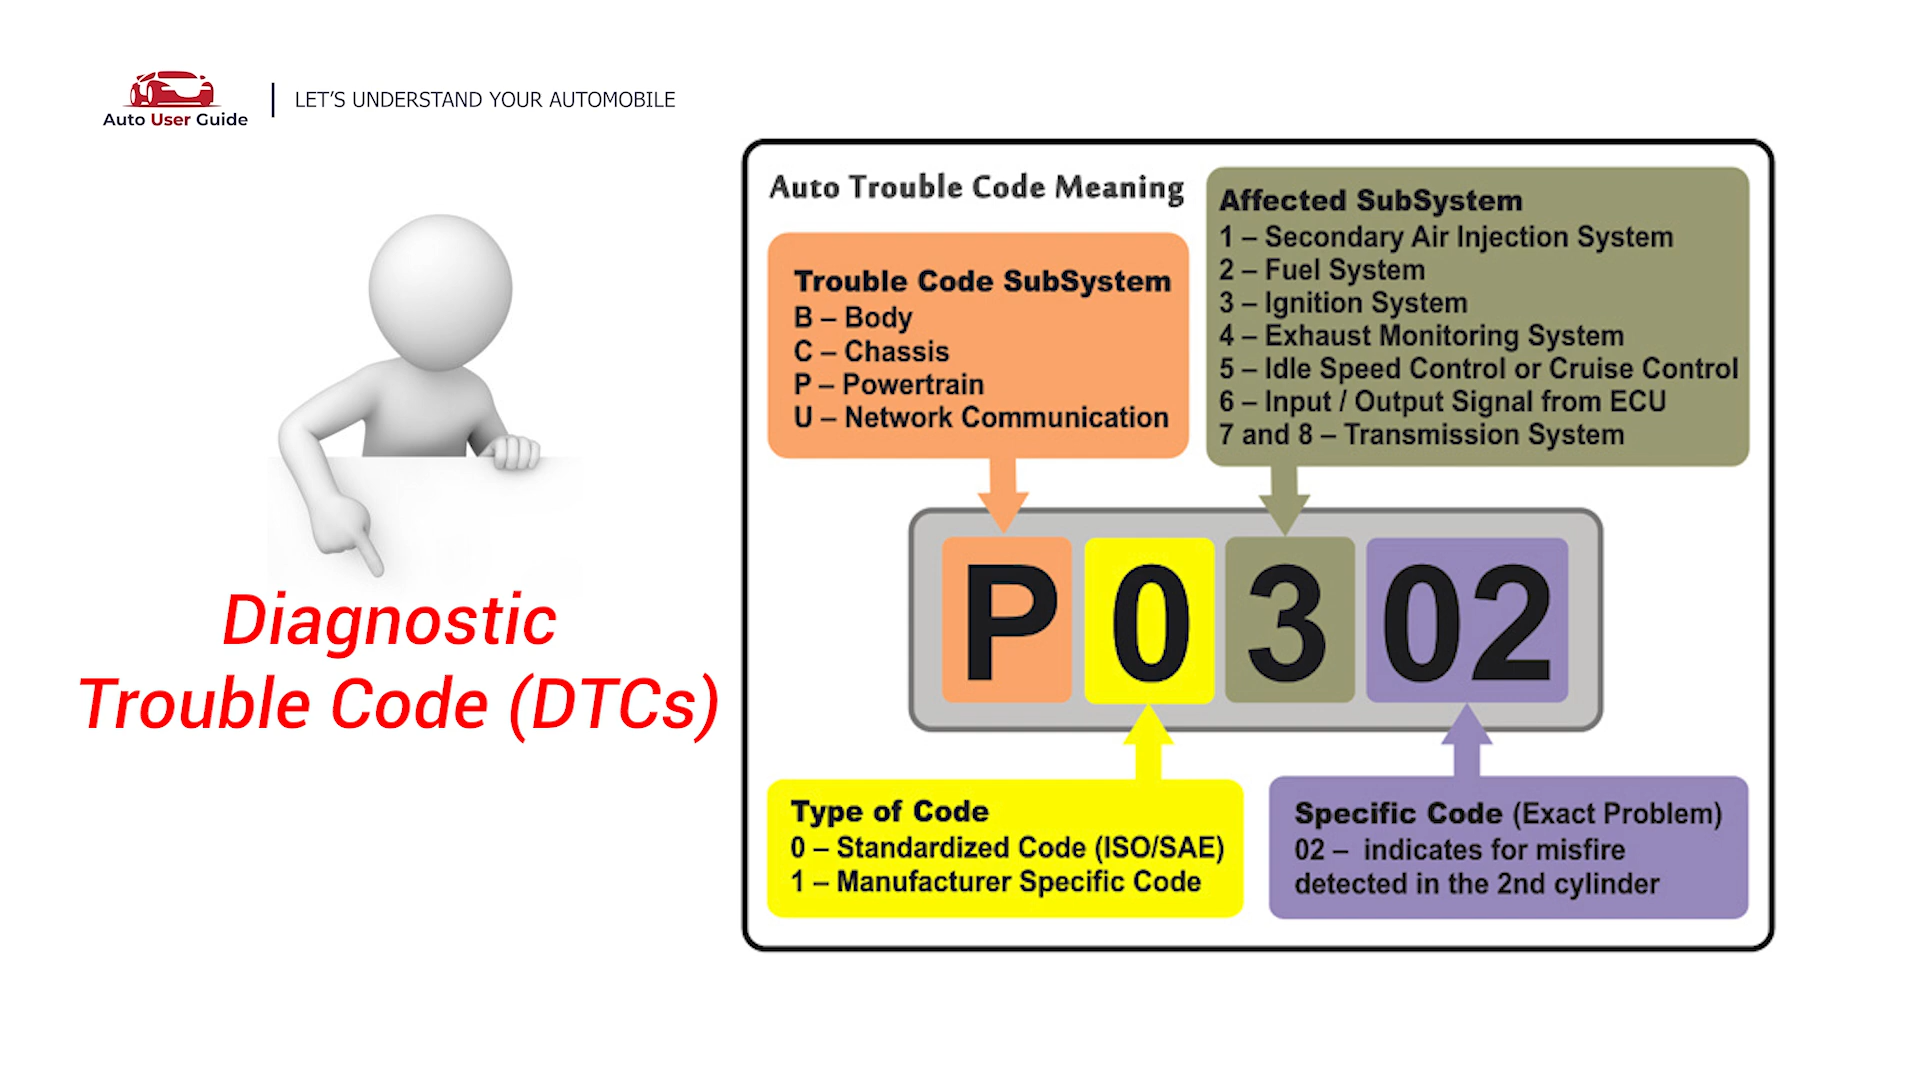 Auto User Guide
LET’S UNDERSTAND YOUR AUTOMOBILE
Diagnostic
Trouble Code (DTCs)
Auto Trouble Code Meaning
Trouble Code SubSystem
B – Body
C – Chassis
P – Powertrain
U – Network Communication
Affected SubSystem
1 – Secondary Air Injection System
2 – Fuel System
3 – Ignition System
4 – Exhaust Monitoring System
5 – Idle Speed Control or Cruise Control
6 – Input / Output Signal from ECU
7 and 8 – Transmission System
P 0 3 02
Type of Code
0 – Standardized Code (ISO/SAE)
1 – Manufacturer Specific Code
Specific Code (Exact Problem)
02 – indicates for misfire
detected in the 2nd cylinder